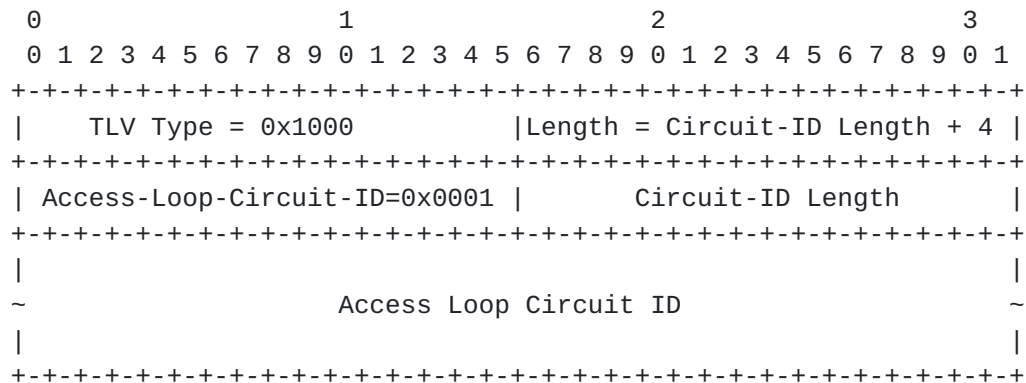 0                   1                   2                   3
 0 1 2 3 4 5 6 7 8 9 0 1 2 3 4 5 6 7 8 9 0 1 2 3 4 5 6 7 8 9 0 1
+-+-+-+-+-+-+-+-+-+-+-+-+-+-+-+-+-+-+-+-+-+-+-+-+-+-+-+-+-+-+-+-+
|    TLV Type = 0x1000          |Length = Circuit-ID Length + 4 |
+-+-+-+-+-+-+-+-+-+-+-+-+-+-+-+-+-+-+-+-+-+-+-+-+-+-+-+-+-+-+-+-+
| Access-Loop-Circuit-ID=0x0001 |       Circuit-ID Length       |
+-+-+-+-+-+-+-+-+-+-+-+-+-+-+-+-+-+-+-+-+-+-+-+-+-+-+-+-+-+-+-+-+
|                                                               |
~                    Access Loop Circuit ID                     ~
|                                                               |
+-+-+-+-+-+-+-+-+-+-+-+-+-+-+-+-+-+-+-+-+-+-+-+-+-+-+-+-+-+-+-+-+